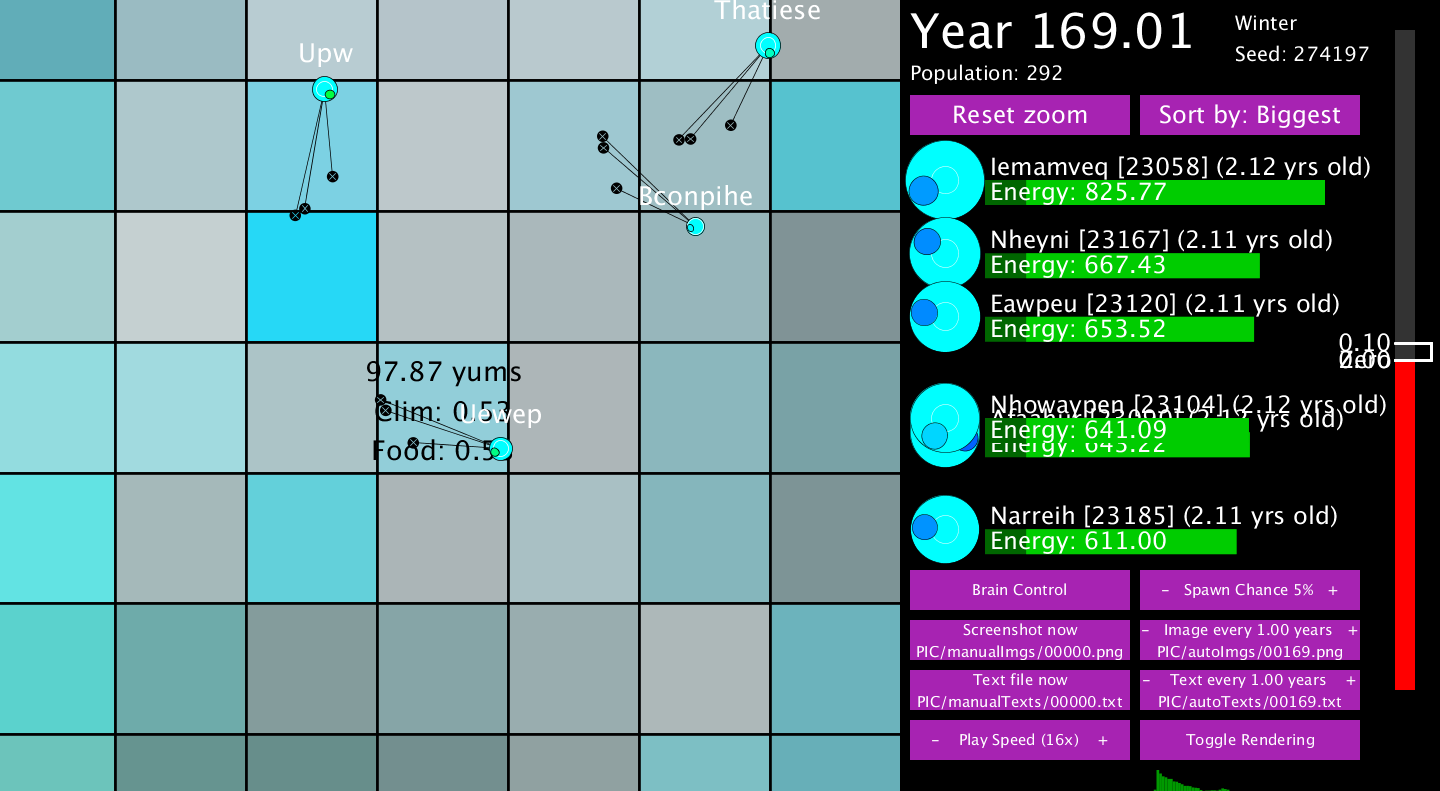 Thatiese
Upw
Bconpihe
97.87 yums
Clim: 0.53
Uewep
Food: 0.5
Year 169.01
Winter
Seed: 274197
Population: 292
Reset zoom
Sort by: Biggest
Iemamveq [23058] (2.12 yrs old)
Energy: 825.77
Nheyni [23167] (2.11 yrs old)
Energy: 667.43
Eawpeu [23120] (2.11 yrs old)
Energy: 653.52
0.10
zero
Nhowaypen [23104] (2.12 yrs old)
yrs old)
Energy: 641.09
Energy: 643.22
Narreih [23185] (2.11 yrs old)
Energy: 611.00
Brain Control
- Spawn Chance 5% +
Screenshot now
PIC/manualImgs/00000.png
- Image every 1.00 years +
PIC/autoImgs/00169.png
Text file now
PIC/manualTexts/00000.txt
- Text every 1.00 years +
PIC/autoTexts/00169.txt
- Play Speed (16x) +
Toggle Rendering